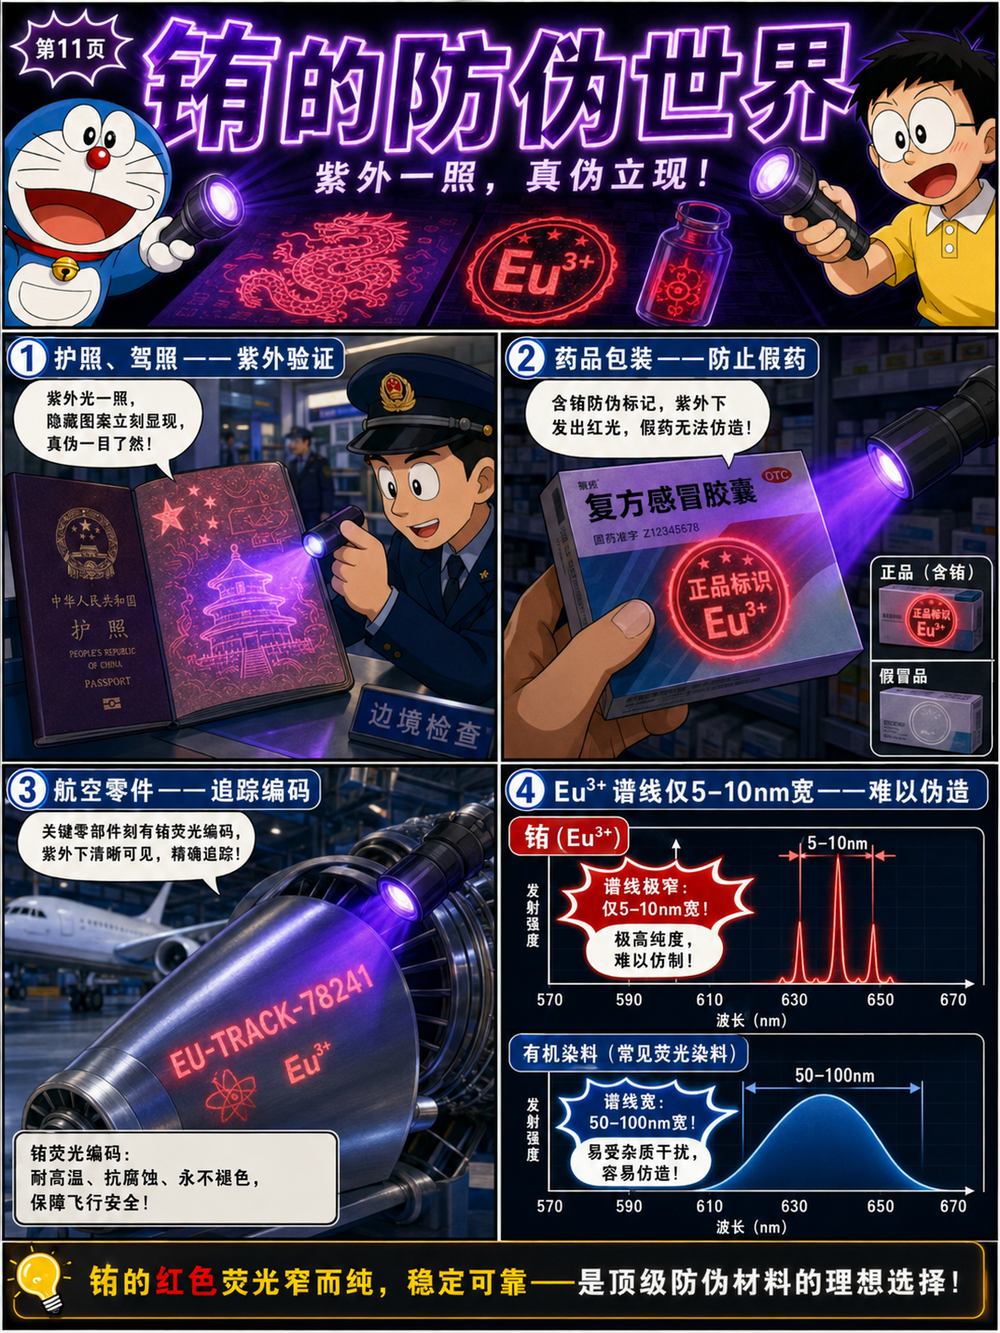 第11页
铕的防伪世界
紫外一照，真伪立现！
Eu³⁺
1 护照、驾照——紫外验证
紫外光一照，
隐藏图案立刻显现，
真伪一目了然！
中华人民共和国
护照
PEOPLE'S REPUBLIC
OF CHINA
PASSPORT
边境检查
2 药品包装——防止假药
含铕防伪标记，紫外下
发出红光，假药无法仿造！
OTC
复方感冒胶囊
国药准字 Z12345678
正品标识
Eu³⁺
正品（含铕）
正品标识
Eu³⁺
假冒品
3 航空零件——追踪编码
关键零部件刻有铕荧光编码，
紫外下清晰可见，精确追踪！
EU-TRACK-78241
Eu³⁺
铕荧光编码：
耐高温、抗腐蚀、永不褪色，
保障飞行安全！
4 Eu³⁺ 谱线仅5-10nm宽——难以伪造
铕（Eu³⁺）
5-10nm
谱线极窄：
仅5-10nm宽！
极高纯度，
难以仿制！
发射强度
570 590 610 630 650 670
波长（nm）
有机染料（常见荧光染料）
50-100nm
谱线宽：
50-100nm宽！
易受杂质干扰，
容易仿造！
发射强度
570 590 610 630 650 670
波长（nm）
铕的红色荧光窄而纯，稳定可靠——是顶级防伪材料的理想选择！